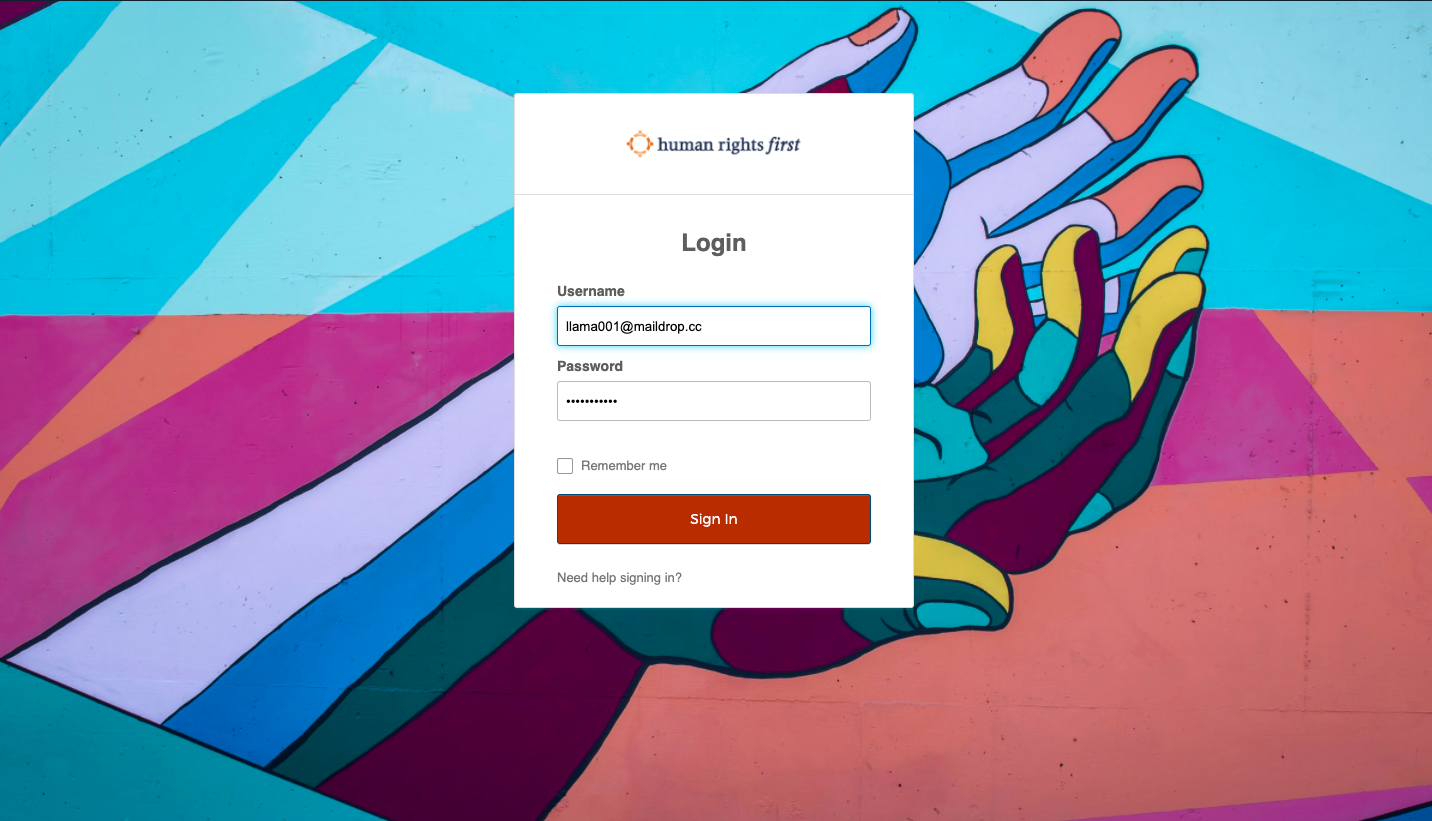 human rights first
Login
Username
llama001@maildrop.cc
Password
•••••••••••
Remember me
Sign In
Need help signing in?